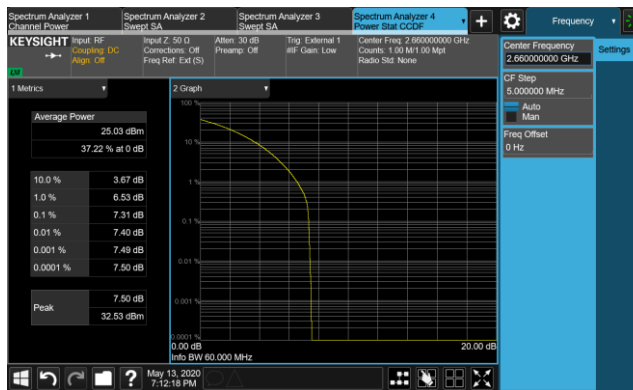 Spectrum Analyzer 1
Channel Power
Spectrum Analyzer 2
Swept SA
Spectrum Analyzer 3
Swept SA
Spectrum Analyzer 4
Power Stat CCDF
Frequency
KEYSIGHT
Input: RF
Coupling: DC
Align: Off
Input Z: 50 Ω
Corrections: Off
Freq Ref: Ext (S)
Atten: 30 dB
Preamp: Off
Trig: External 1
#IF Gain: Low
Center Freq: 2.660000000 GHz
Counts: 1.00 M/1.00 Mpt
Radio Std: None
Center Frequency
2.660000000 GHz
Settings
CF Step
5.000000 MHz
Auto
Man
Freq Offset
0 Hz
1 Metrics
2 Graph
Average Power
25.03 dBm
37.22 % at 0 dB
10.0 % 3.67 dB
1.0 % 6.53 dB
0.1 % 7.31 dB
0.01 % 7.40 dB
0.001 % 7.49 dB
0.0001 % 7.50 dB
Peak
7.50 dB
32.53 dBm
100 %
10 %
1 %
0.1 %
0.01 %
0.001 %
0.0001 %
0.00 dB
20.00 dB
Info BW 60.000 MHz
?
May 13, 2020
7:12:18 PM